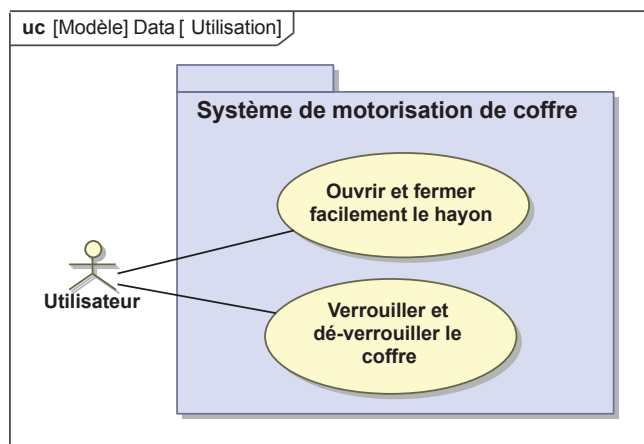 uc [Modèle] Data [ Utilisation]
Système de motorisation de coffre
Ouvrir et fermer
facilement le hayon
Utilisateur
Verrouiller et
dé-verrouiller le
coffre